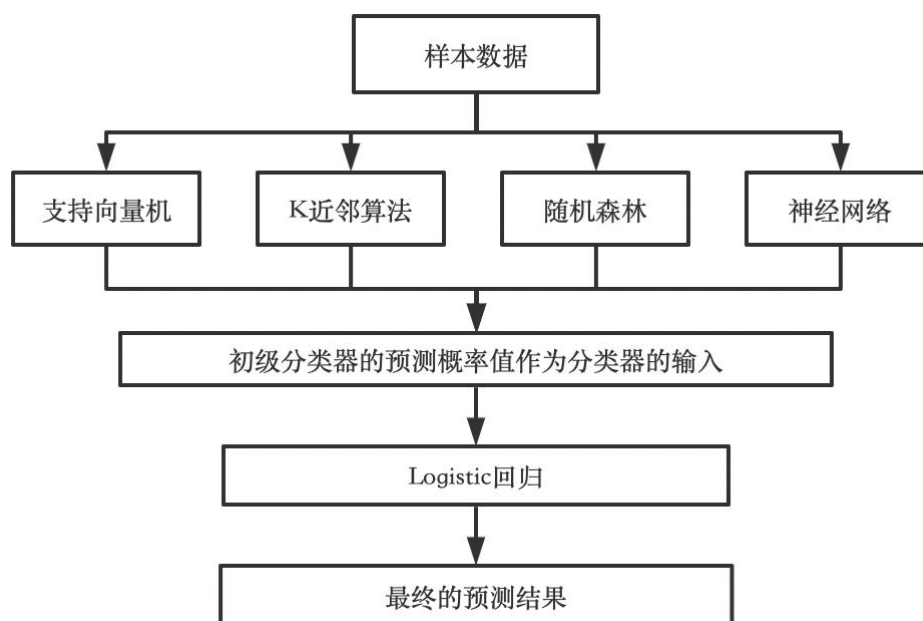 样本数据
支持向量机
K近邻算法
随机森林
神经网络
初级分类器的预测概率值作为分类器的输入
Logistic回归
最终的预测结果